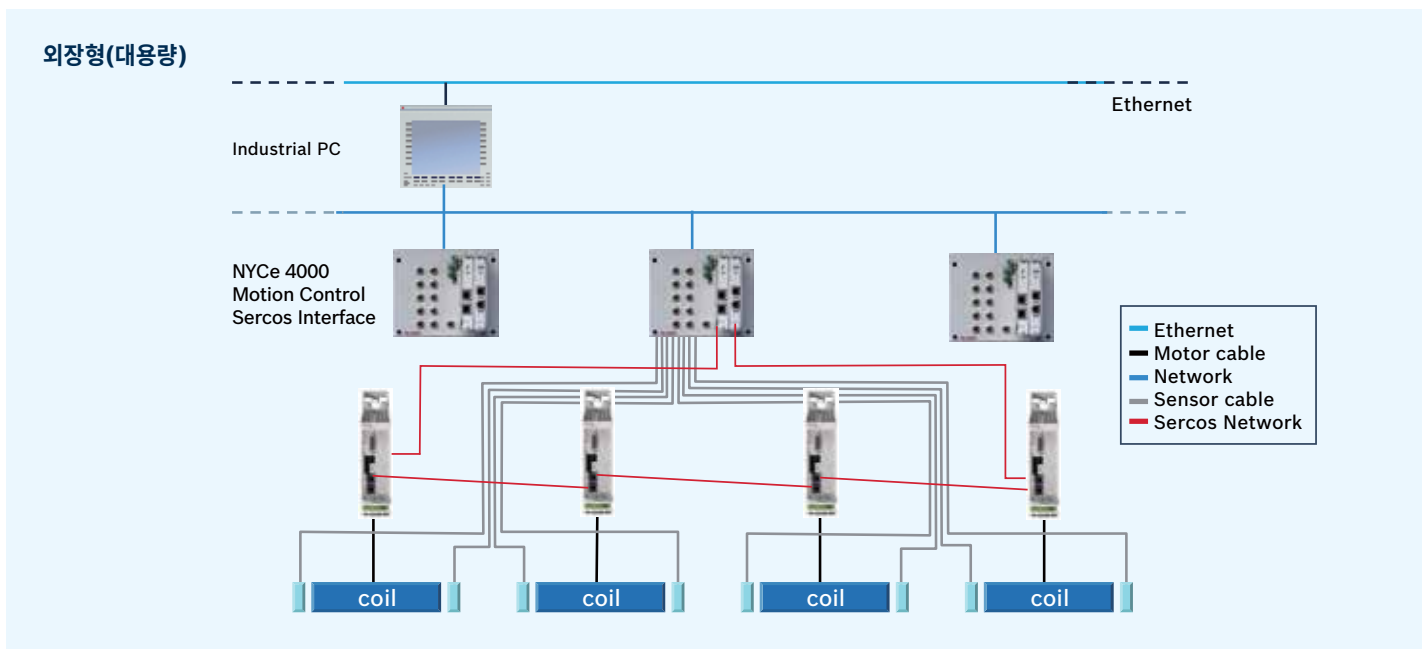 외장형(대용량)
Ethernet
Industrial PC
NYCe 4000
Motion Control
Sercos Interface
Ethernet
Motor cable
Network
Sensor cable
Sercos Network
coil
coil
coil
coil